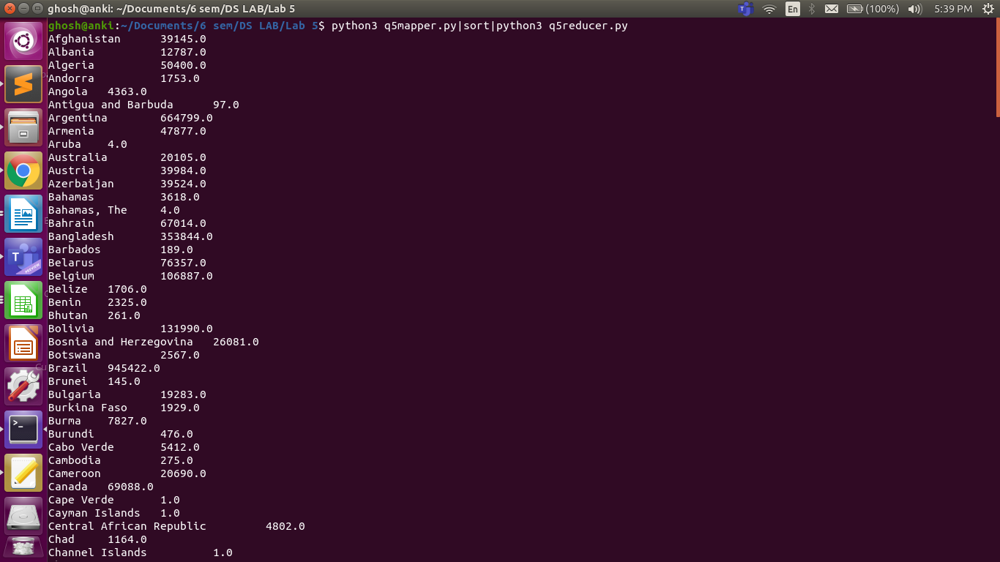 ghosh@anki: ~/Documents/6 sem/DS LAB/Lab 5
En
(100%)
5:39 PM
ghosh@anki:~/Documents/6 sem/DS LAB/Lab 5$ python3 q5mapper.py|sort|python3 q5reducer.py
Afghanistan 39145.0
Albania 12787.0
Algeria 50400.0
Andorra 1753.0
Angola 4363.0
Antigua and Barbuda 97.0
Argentina 664799.0
Armenia 47877.0
Aruba 4.0
Australia 20105.0
Austria 39984.0
Azerbaijan 39524.0
Bahamas 3618.0
Bahamas, The 4.0
Bahrain 67014.0
Bangladesh 353844.0
Barbados 189.0
Belarus 76357.0
Belgium 106887.0
Belize 1706.0
Benin 2325.0
Bhutan 261.0
Bolivia 131990.0
Bosnia and Herzegovina 26081.0
Botswana 2567.0
Brazil 945422.0
Brunei 145.0
Bulgaria 19283.0
Burkina Faso 1929.0
Burma 7827.0
Burundi 476.0
Cabo Verde 5412.0
Cambodia 275.0
Cameroon 20690.0
Canada 69088.0
Cape Verde 1.0
Cayman Islands 1.0
Central African Republic 4802.0
Chad 1164.0
Channel Islands 1.0